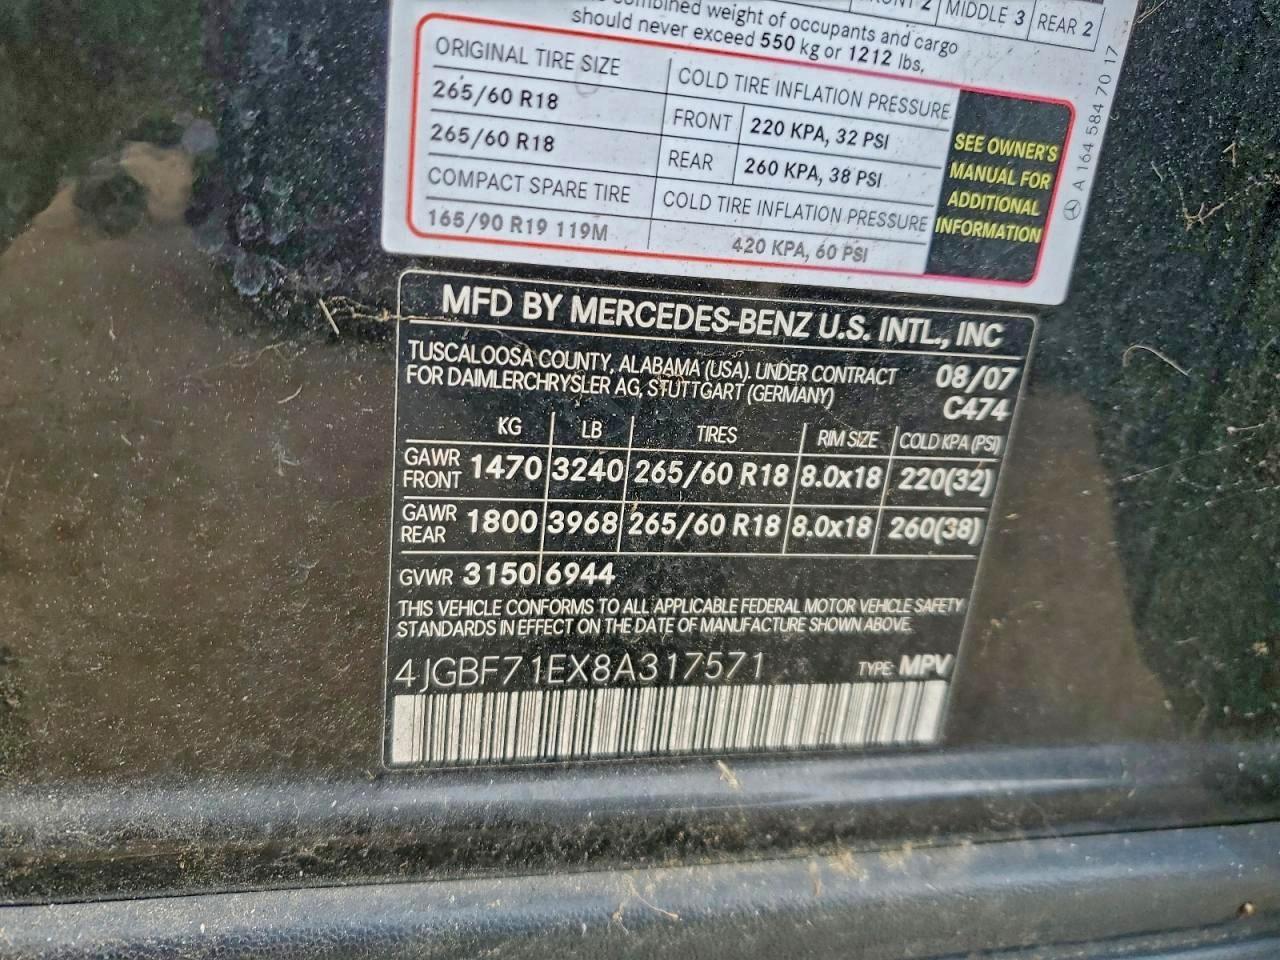 FRONT 2 MIDDLE 3 REAR 2
combined weight of occupants and cargo
should never exceed 550 kg or 1212 lbs.
ORIGINAL TIRE SIZE COLD TIRE INFLATION PRESSURE
265/60 R18 FRONT 220 KPA, 32 PSI
265/60 R18 REAR 260 KPA, 38 PSI
COMPACT SPARE TIRE COLD TIRE INFLATION PRESSURE
165/90 R19 119M 420 KPA, 60 PSI
SEE OWNER'S
MANUAL FOR
ADDITIONAL
INFORMATION
A 164 584 70 17
MFD BY MERCEDES-BENZ U.S. INTL., INC
TUSCALOOSA COUNTY, ALABAMA (USA). UNDER CONTRACT 08/07
FOR DAIMLERCHRYSLER AG, STUTTGART (GERMANY) C474
KG LB TIRES RIM SIZE COLD KPA (PSI)
GAWR FRONT 1470 3240 265/60 R18 8.0x18 220(32)
GAWR REAR 1800 3968 265/60 R18 8.0x18 260(38)
GVWR 3150 6944
THIS VEHICLE CONFORMS TO ALL APPLICABLE FEDERAL MOTOR VEHICLE SAFETY
STANDARDS IN EFFECT ON THE DATE OF MANUFACTURE SHOWN ABOVE.
4JGBF71EX8A317571 TYPE: MPV